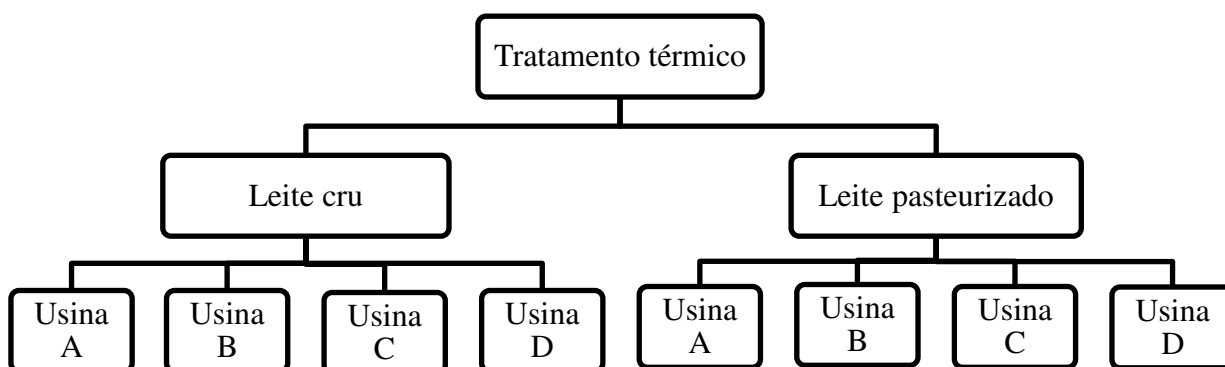 Tratamento térmico
Leite cru
Leite pasteurizado
Usina
A
Usina
B
Usina
C
Usina
D
Usina
A
Usina
B
Usina
C
Usina
D